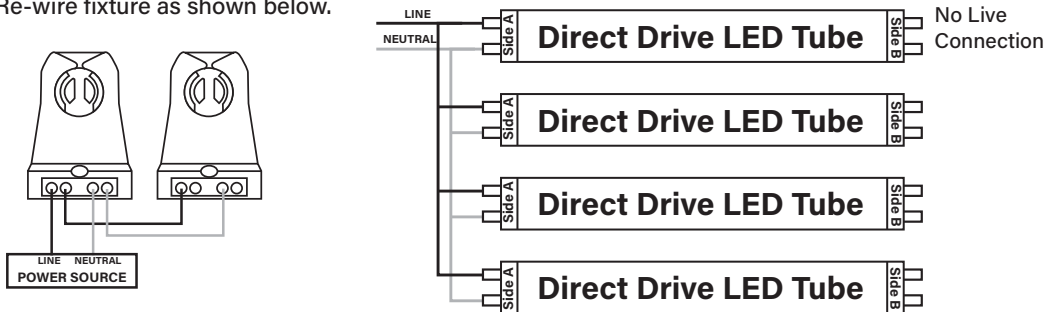 Re-wire fixture as shown below.
LINE
NEUTRAL
POWER SOURCE
LINE
NEUTRAL
Side A
Direct Drive LED Tube
Side B
No Live
Connection
Side A
Direct Drive LED Tube
Side B
Side A
Direct Drive LED Tube
Side B
Side A
Direct Drive LED Tube
Side B